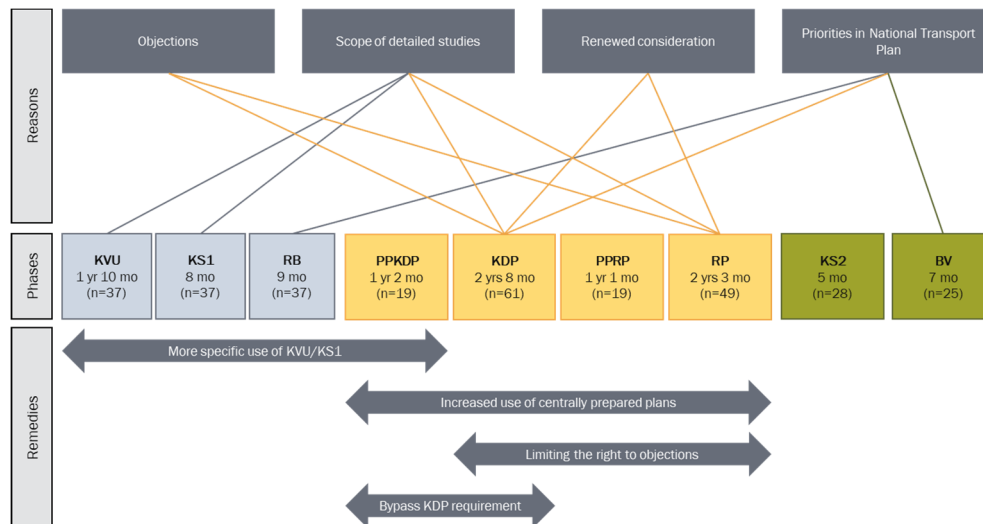 Reasons
Objections
Scope of detailed studies
Renewed consideration
Priorities in National Transport
Plan
Phases
KVU
1 yr 10 mo
(n=37)
KS1
8 mo
(n=37)
RB
9 mo
(n=37)
PPKDP
1 yr 2 mo
(n=19)
KDP
2 yrs 8 mo
(n=61)
PPRP
1 yr 1 mo
(n=19)
RP
2 yrs 3 mo
(n=49)
KS2
5 mo
(n=28)
BV
7 mo
(n=25)
Remedies
More specific use of KVU/KS1
Increased use of centrally prepared plans
Limiting the right to objections
Bypass KDP requirement